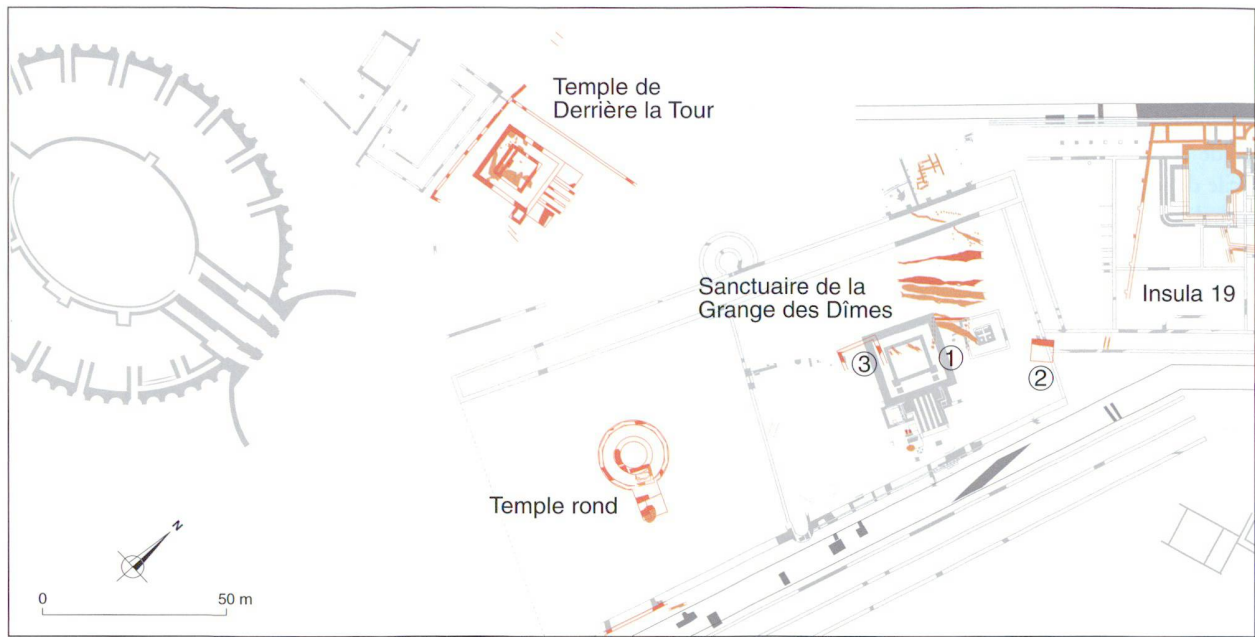 Temple de
Derrière la Tour
Sanctuaire de la
Grange des Dîmes
Insula 19
③
①
②
Temple rond
N
0
50 m